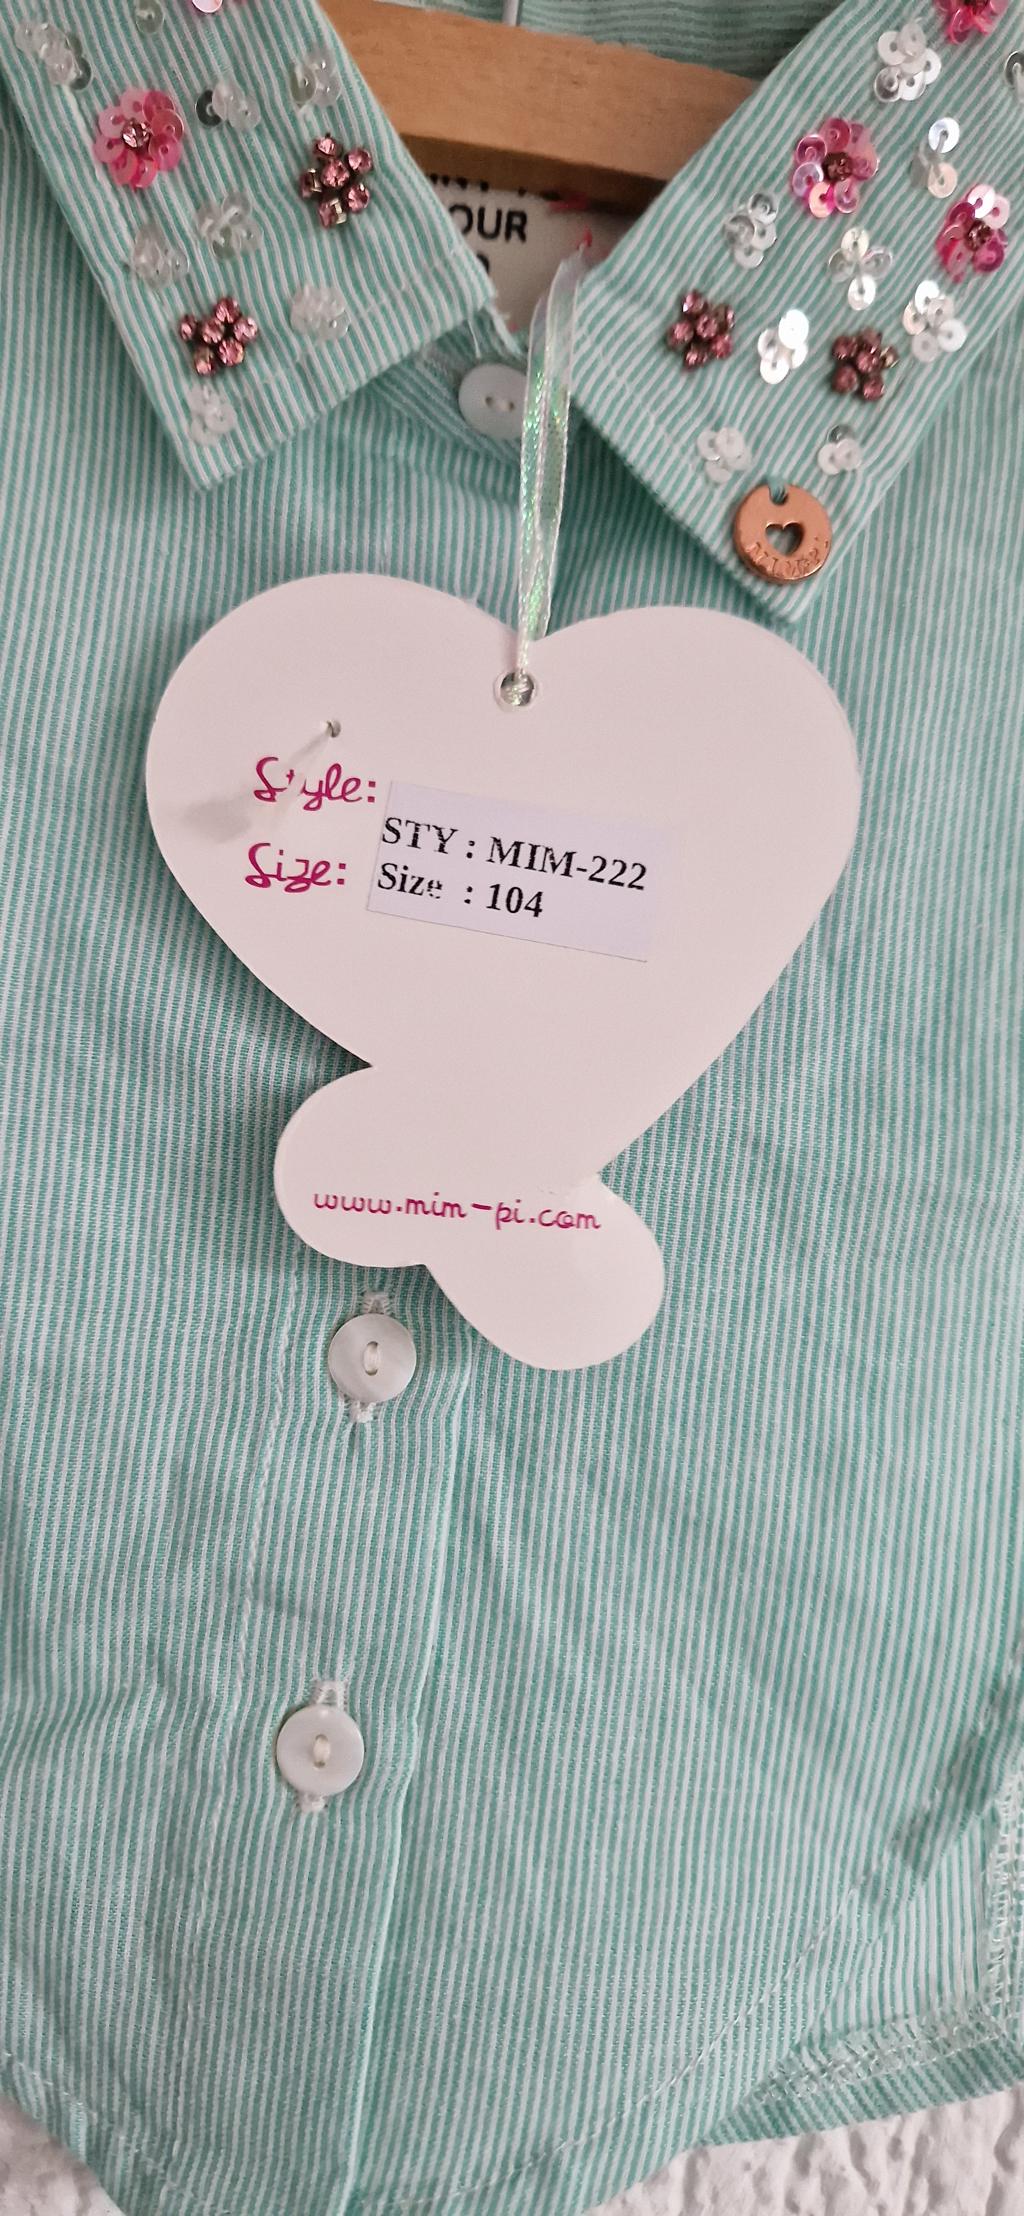 OUR
Style:
STY : MIM-222
Size:
Size : 104
www.mim-pi.com